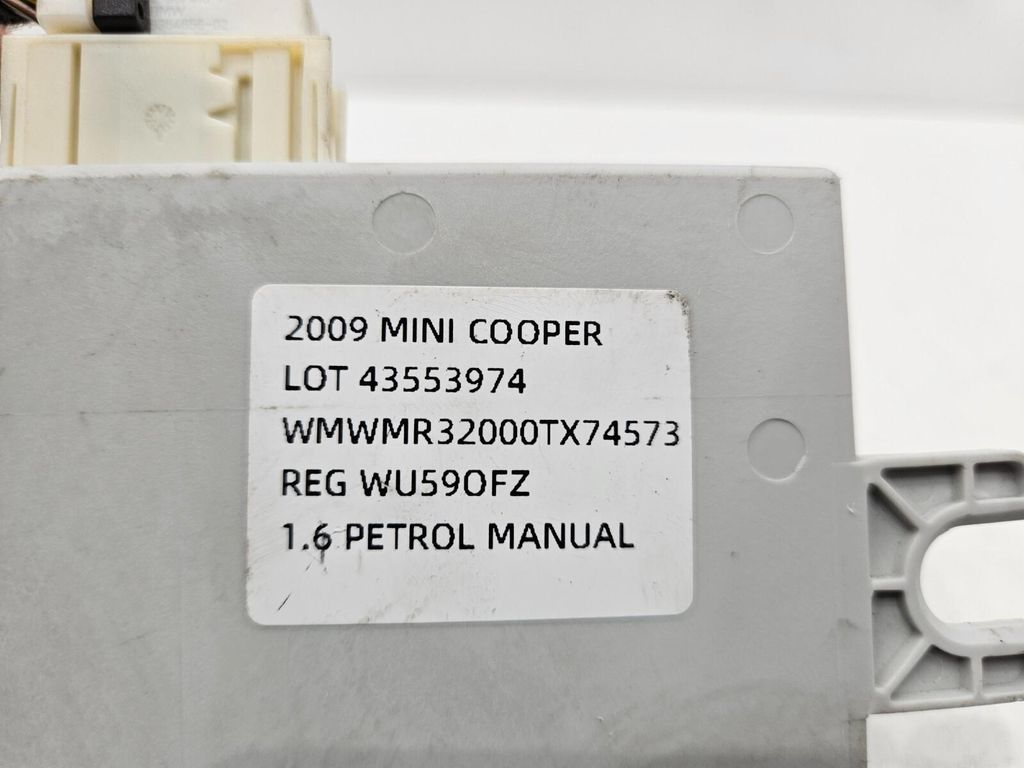 2009 MINI COOPER
LOT 43553974
WMWMR32000TX74573
REG WU59OFZ
1.6 PETROL MANUAL